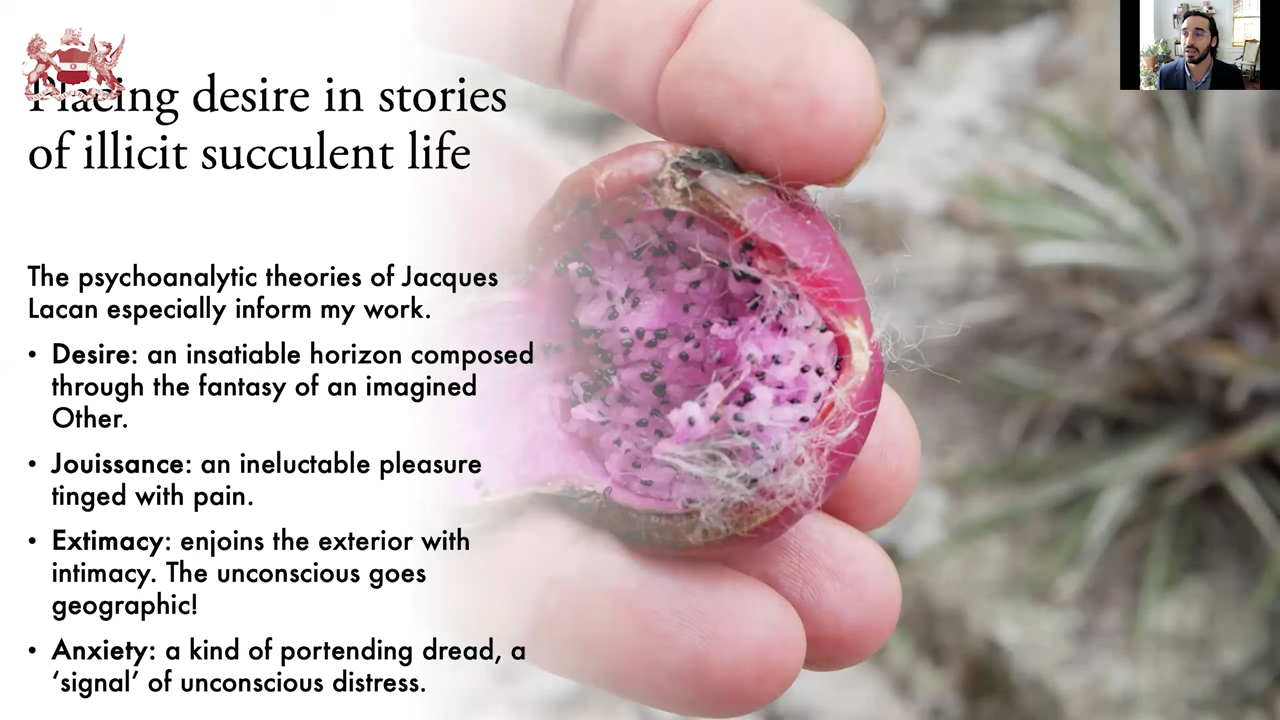 Placing desire in stories
of illicit succulent life
The psychoanalytic theories of Jacques
Lacan especially inform my work.
• Desire: an insatiable horizon composed
through the fantasy of an imagined
Other.
• Jouissance: an ineluctable pleasure
tinged with pain.
• Extimacy: enjoins the exterior with
intimacy. The unconscious goes
geographic!
• Anxiety: a kind of portending dread, a
‘signal’ of unconscious distress.